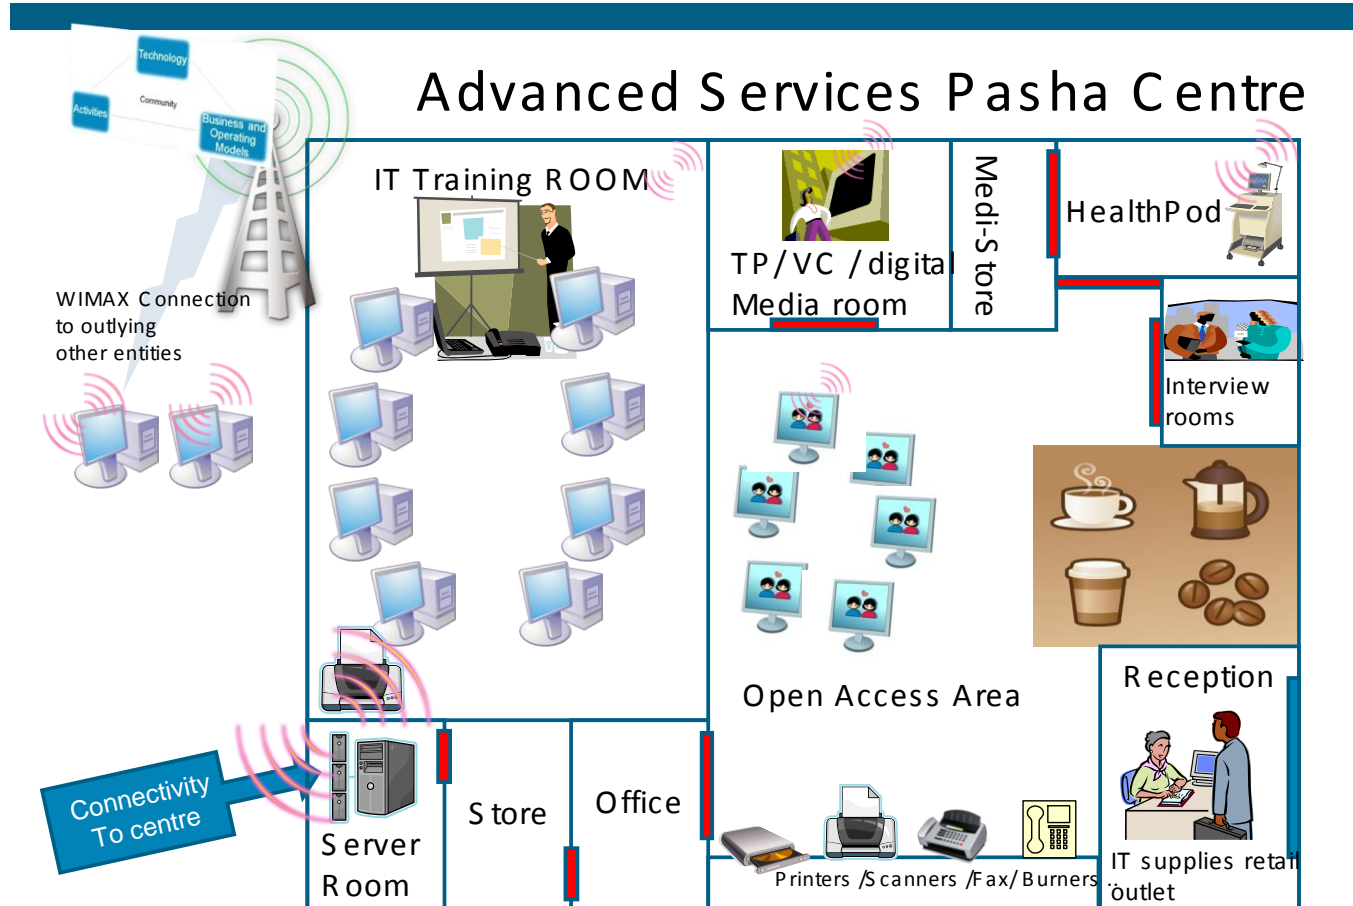 Advanced Services Pasha Centre
Technology
Community
Activities
Business and
Operating
Models
WIMAX Connection
to outlying
other entities
IT Training ROOM
TP/VC /digital
Media room
Medi-Store
HealthPod
Interview
rooms
Open Access Area
Reception
Connectivity
To centre
Server
Room
Store
Office
Printers /Scanners /Fax/ Burners ..
IT supplies retail
outlet